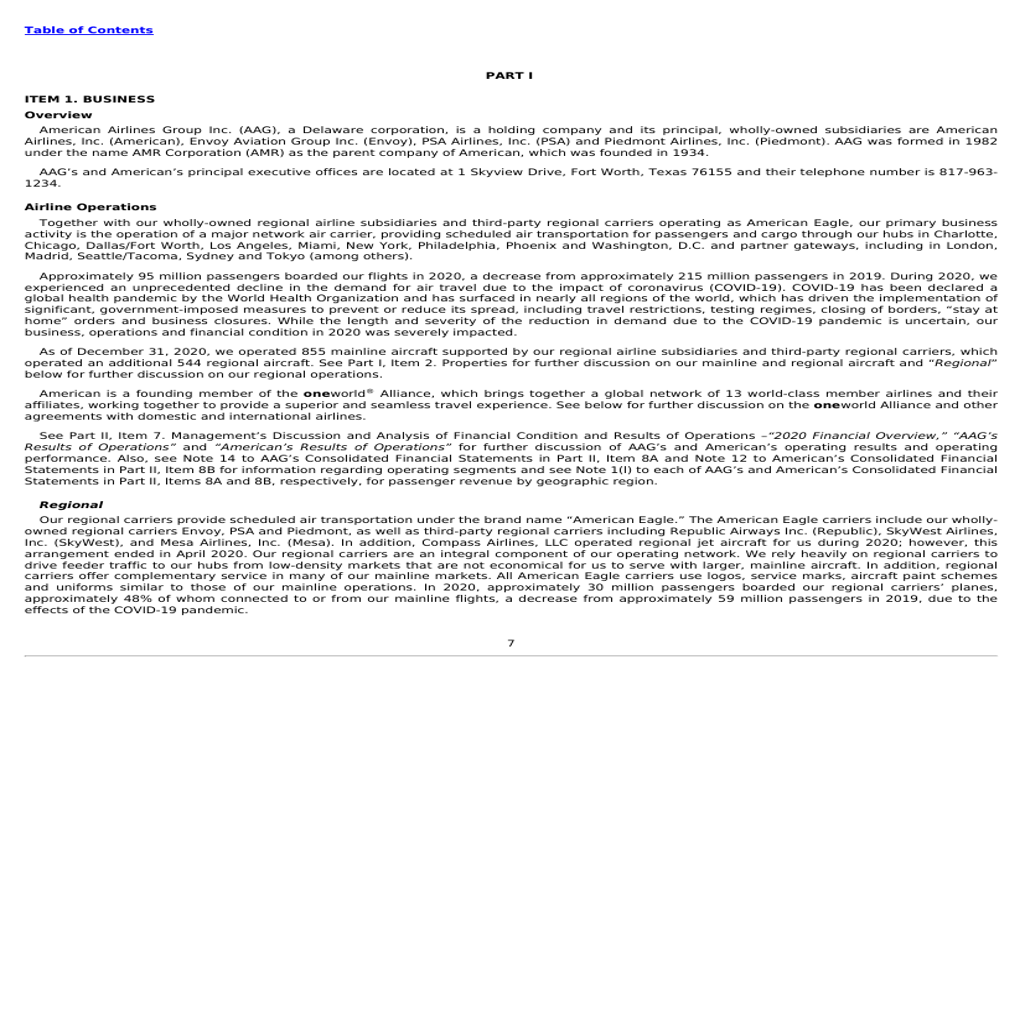 Table of Contents
PART I
ITEM 1. BUSINESS
Overview
American Airlines Group Inc. (AAG), a Delaware corporation, is a holding company and its principal, wholly-owned subsidiaries are American
Airlines, Inc. (American), Envoy Aviation Group Inc. (Envoy), PSA Airlines, Inc. (PSA) and Piedmont Airlines, Inc. (Piedmont). AAG was formed in 1982
under the name AMR Corporation (AMR) as the parent company of American, which was founded in 1934.
AAG’s and American’s principal executive offices are located at 1 Skyview Drive, Fort Worth, Texas 76155 and their telephone number is 817-963-
1234.
Airline Operations
Together with our wholly-owned regional airline subsidiaries and third-party regional carriers operating as American Eagle, our primary business
activity is the operation of a major network air carrier, providing scheduled air transportation for passengers and cargo through our hubs in Charlotte,
Chicago, Dallas/Fort Worth, Los Angeles, Miami, New York, Philadelphia, Phoenix and Washington, D.C. and partner gateways, including in London,
Madrid, Seattle/Tacoma, Sydney and Tokyo (among others).
Approximately 95 million passengers boarded our flights in 2020, a decrease from approximately 215 million passengers in 2019. During 2020, we
experienced an unprecedented decline in the demand for air travel due to the impact of coronavirus (COVID-19). COVID-19 has been declared a
global health pandemic by the World Health Organization and has surfaced in nearly all regions of the world, which has driven the implementation of
significant, government-imposed measures to prevent or reduce its spread, including travel restrictions, testing regimes, closing of borders, “stay at
home” orders and business closures. While the length and severity of the reduction in demand due to the COVID-19 pandemic is uncertain, our
business, operations and financial condition in 2020 was severely impacted.
As of December 31, 2020, we operated 855 mainline aircraft supported by our regional airline subsidiaries and third-party regional carriers, which
operated an additional 544 regional aircraft. See Part I, Item 2. Properties for further discussion on our mainline and regional aircraft and “Regional”
below for further discussion on our regional operations.
American is a founding member of the oneworld® Alliance, which brings together a global network of 13 world-class member airlines and their
affiliates, working together to provide a superior and seamless travel experience. See below for further discussion on the oneworld Alliance and other
agreements with domestic and international airlines.
See Part II, Item 7. Management’s Discussion and Analysis of Financial Condition and Results of Operations –“2020 Financial Overview,” “AAG’s
Results of Operations” and “American’s Results of Operations” for further discussion of AAG’s and American’s operating results and operating
performance. Also, see Note 14 to AAG’s Consolidated Financial Statements in Part II, Item 8A and Note 12 to American’s Consolidated Financial
Statements in Part II, Item 8B for information regarding operating segments and see Note 1(l) to each of AAG’s and American’s Consolidated Financial
Statements in Part II, Items 8A and 8B, respectively, for passenger revenue by geographic region.
Regional
Our regional carriers provide scheduled air transportation under the brand name “American Eagle.” The American Eagle carriers include our wholly-
owned regional carriers Envoy, PSA and Piedmont, as well as third-party regional carriers including Republic Airways Inc. (Republic), SkyWest Airlines,
Inc. (SkyWest), and Mesa Airlines, Inc. (Mesa). In addition, Compass Airlines, LLC operated regional jet aircraft for us during 2020; however, this
arrangement ended in April 2020. Our regional carriers are an integral component of our operating network. We rely heavily on regional carriers to
drive feeder traffic to our hubs from low-density markets that are not economical for us to serve with larger, mainline aircraft. In addition, regional
carriers offer complementary service in many of our mainline markets. All American Eagle carriers use logos, service marks, aircraft paint schemes
and uniforms similar to those of our mainline operations. In 2020, approximately 30 million passengers boarded our regional carriers’ planes,
approximately 48% of whom connected to or from our mainline flights, a decrease from approximately 59 million passengers in 2019, due to the
effects of the COVID-19 pandemic.
7